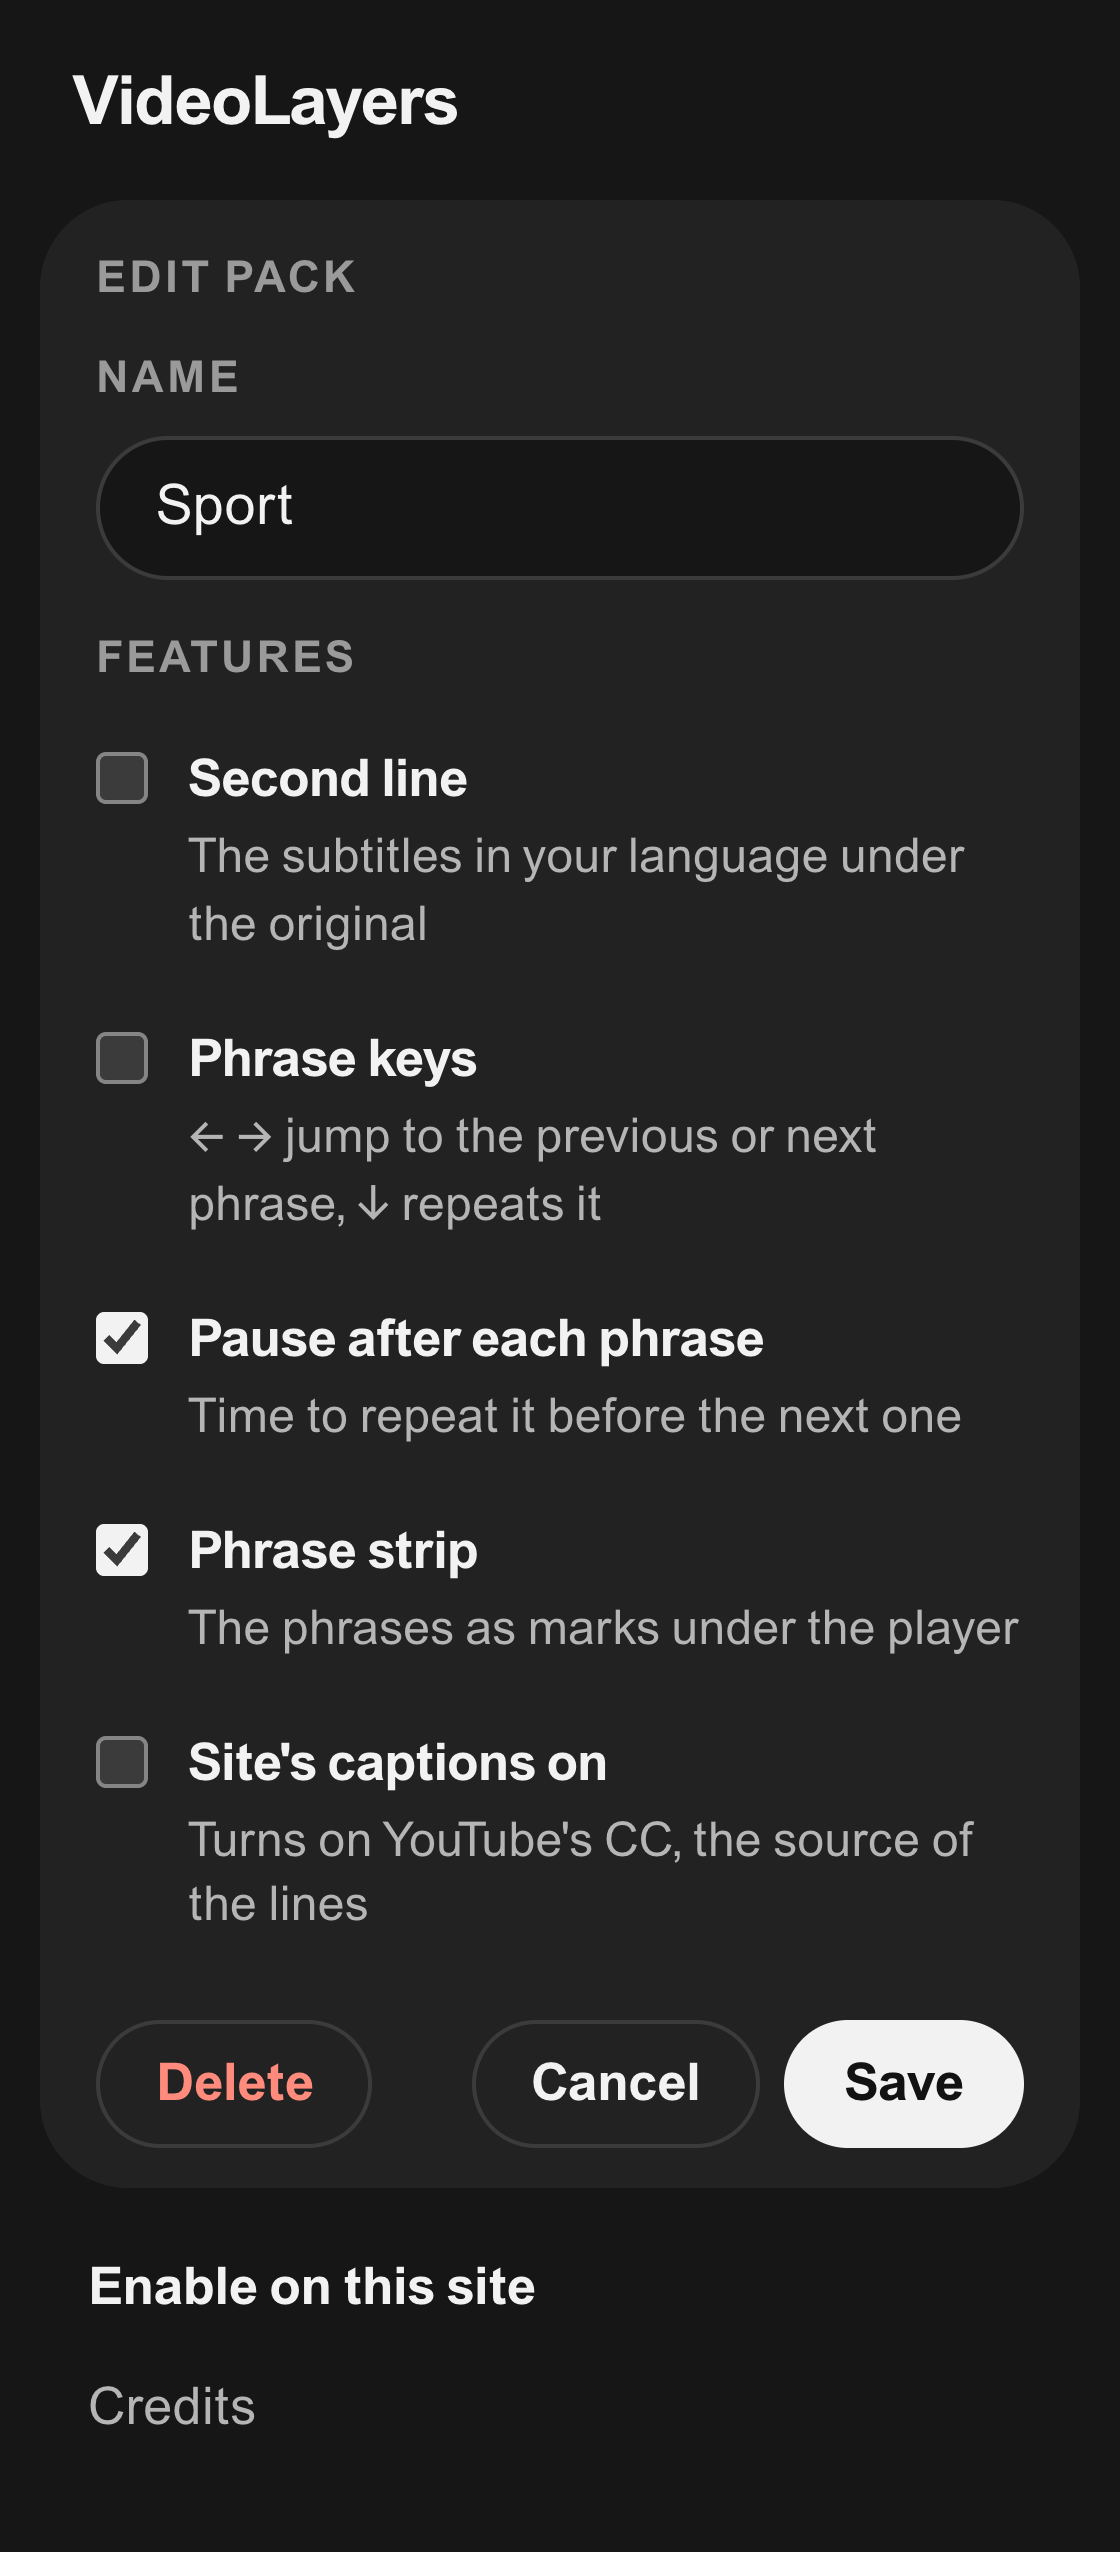 VideoLayers
EDIT PACK
NAME
Sport
FEATURES
Second line
The subtitles in your language under
the original
Phrase keys
← → jump to the previous or next
phrase, ↓ repeats it
Pause after each phrase
Time to repeat it before the next one
Phrase strip
The phrases as marks under the player
Site's captions on
Turns on YouTube's CC, the source of
the lines
Delete Cancel Save
Enable on this site
Credits